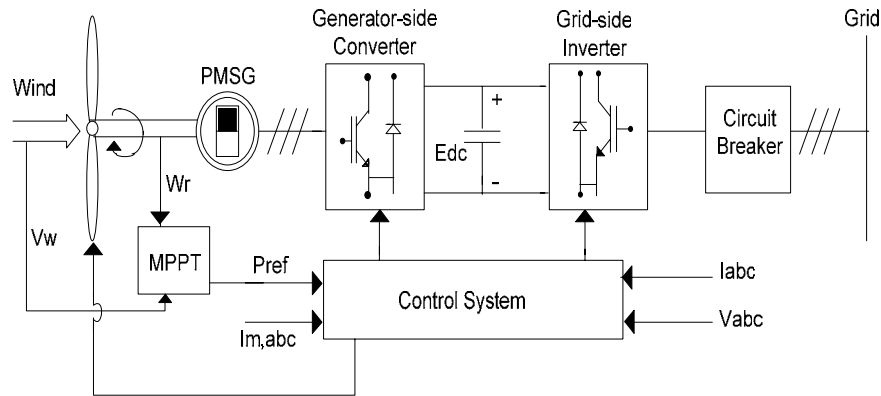 Generator-side
Converter
Grid-side
Inverter
Grid
Wind
PMSG
Circuit
Breaker
+
Edc
-
Wr
Vw
MPPT
Pref
Control System
Iabc
Im,abc
Vabc